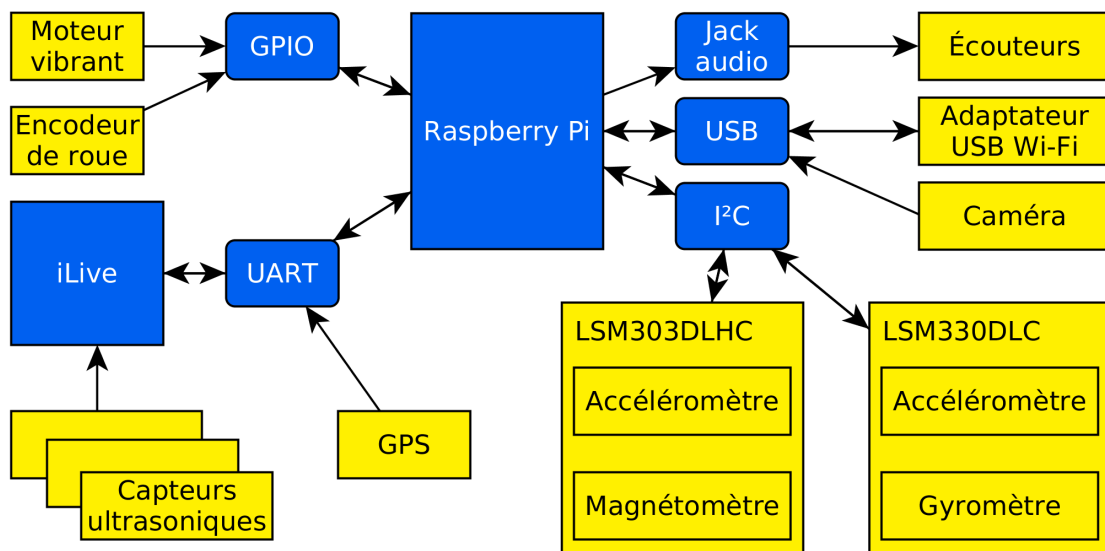 Moteur
vibrant
GPIO
Raspberry Pi
Jack
audio
Écouteurs
Encodeur
de roue
USB
Adaptateur
USB Wi-Fi
I²C
Caméra
iLive
UART
LSM303DLHC
Accéléromètre
Magnétomètre
LSM330DLC
Accéléromètre
Gyromètre
GPS
Capteurs
ultrasoniques